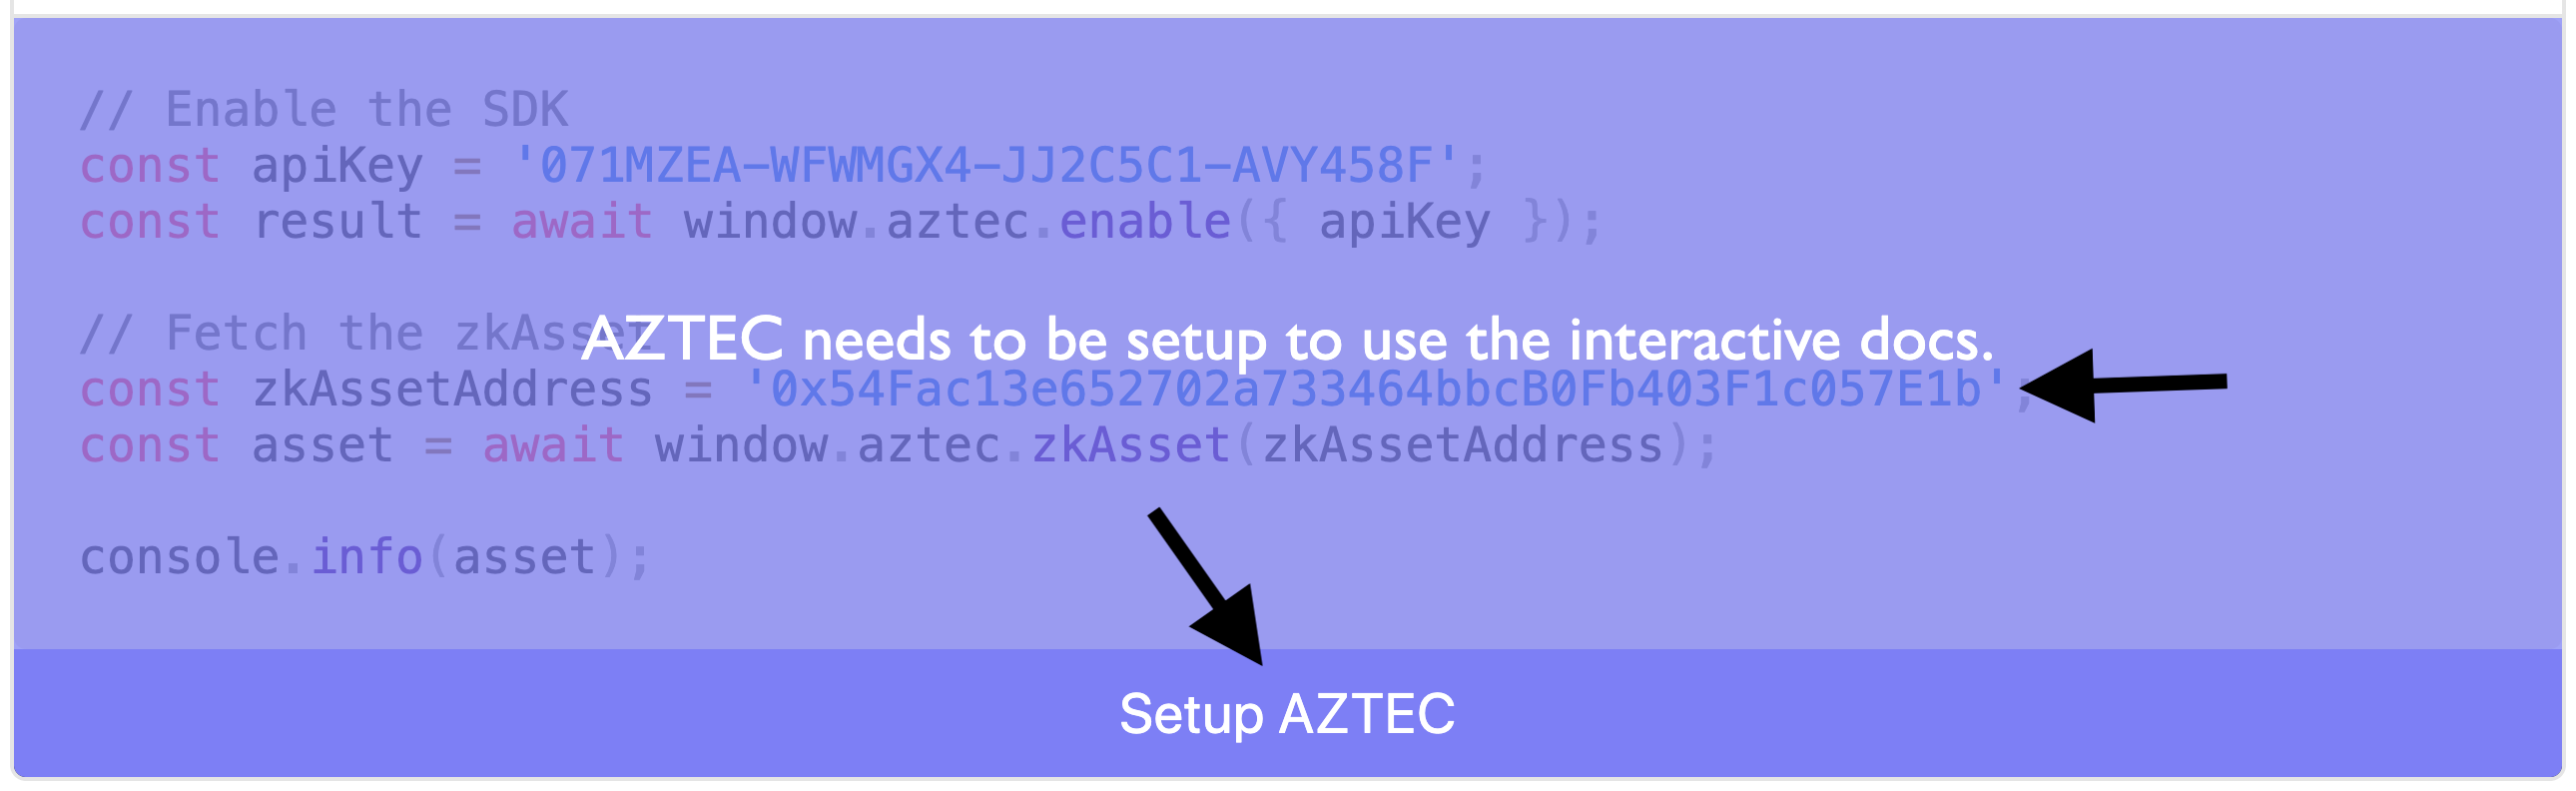 // Enable the SDK
const apiKey = '071MZEA-WFWMGX4-JJ2C5C1-AVY458F';
const result = await window.aztec.enable({ apiKey });
// Fetch the zkAsset
AZTEC needs to be setup to use the interactive docs.
const zkAssetAddress = '0x54Fac13e652702a733464bbcB0Fb403F1c057E1b';
const asset = await window.aztec.zkAsset(zkAssetAddress);
console.info(asset);
Setup AZTEC